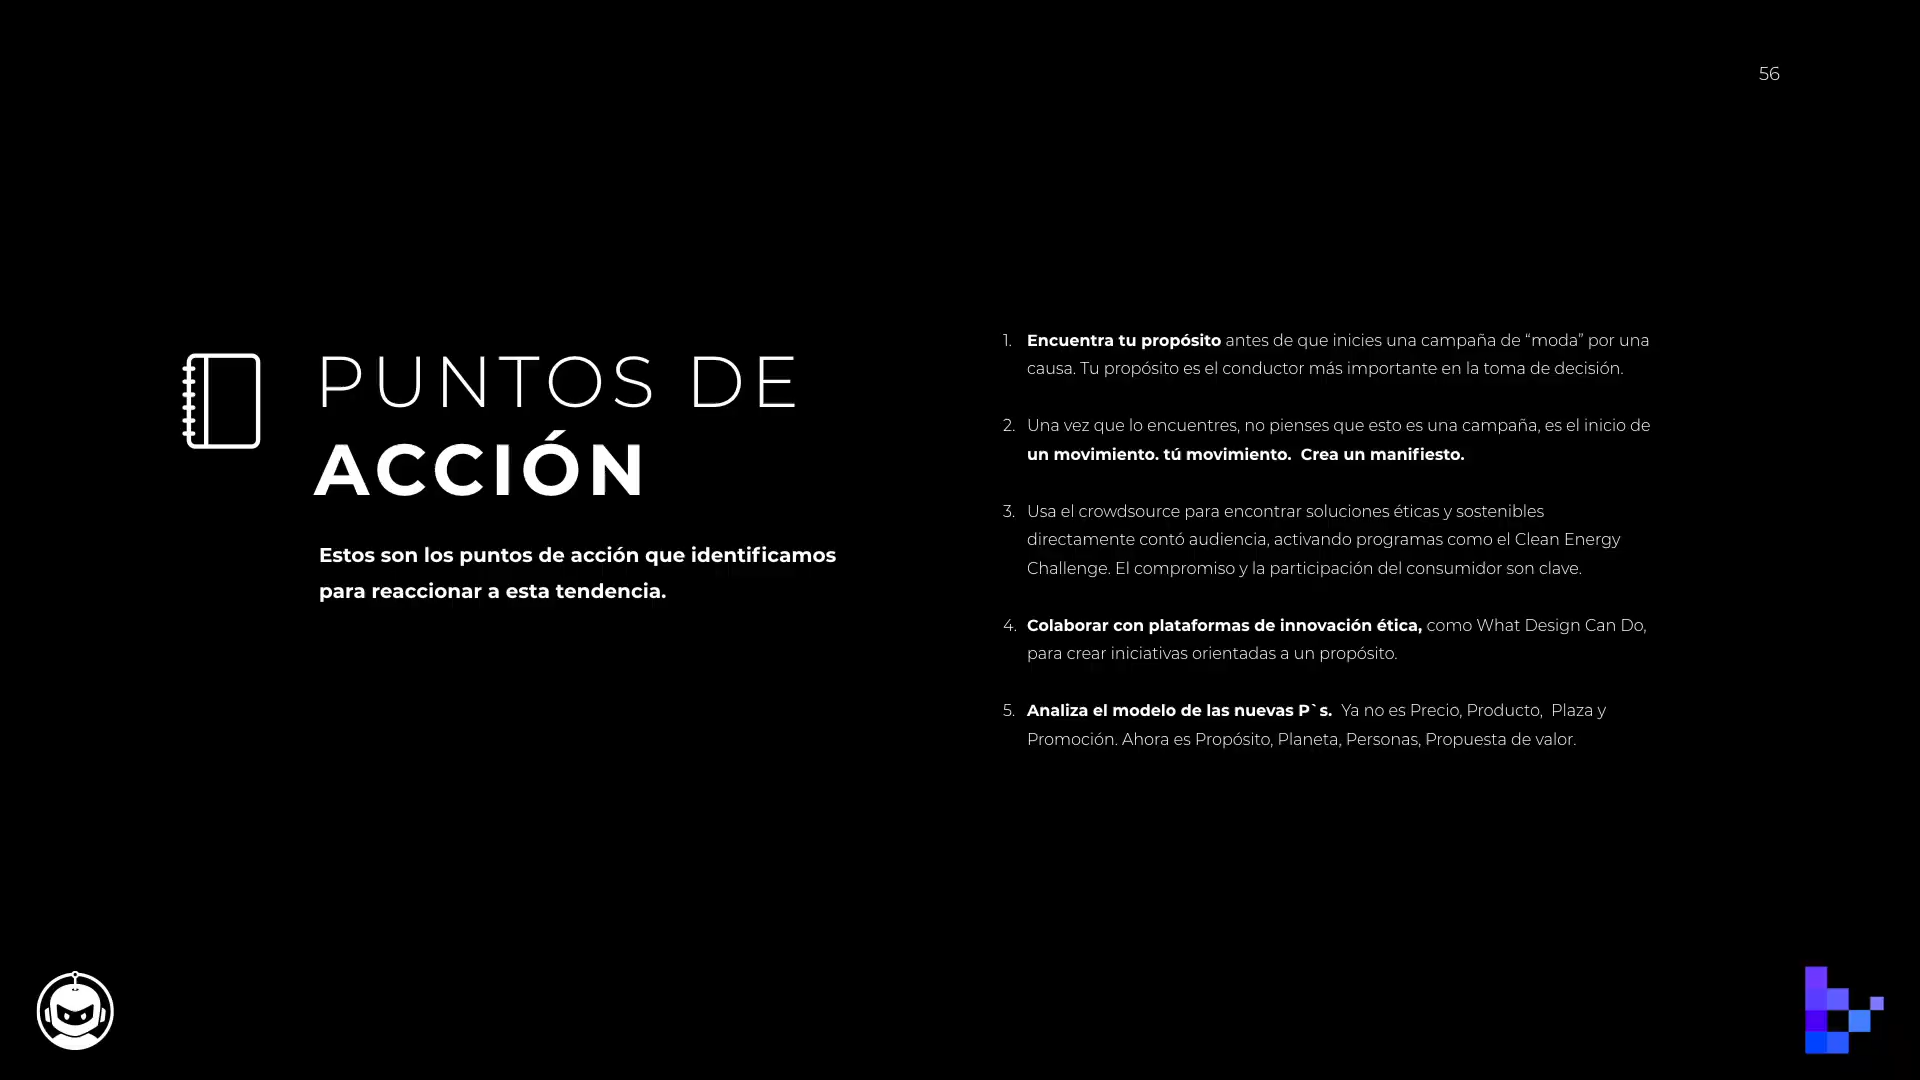 56
PUNTOS DE
ACCIÓN
Estos son los puntos de acción que identificamos
para reaccionar a esta tendencia.
1. Encuentra tu propósito antes de que inicies una campaña de “moda” por una
causa. Tu propósito es el conductor más importante en la toma de decisión.
2. Una vez que lo encuentres, no pienses que esto es una campaña, es el inicio de
un movimiento. tú movimiento.  Crea un manifiesto.
3. Usa el crowdsource para encontrar soluciones éticas y sostenibles
directamente contó audiencia, activando programas como el Clean Energy
Challenge. El compromiso y la participación del consumidor son clave.
4. Colaborar con plataformas de innovación ética, como What Design Can Do,
para crear iniciativas orientadas a un propósito.
5. Analiza el modelo de las nuevas P`s.  Ya no es Precio, Producto,  Plaza y
Promoción. Ahora es Propósito, Planeta, Personas, Propuesta de valor.